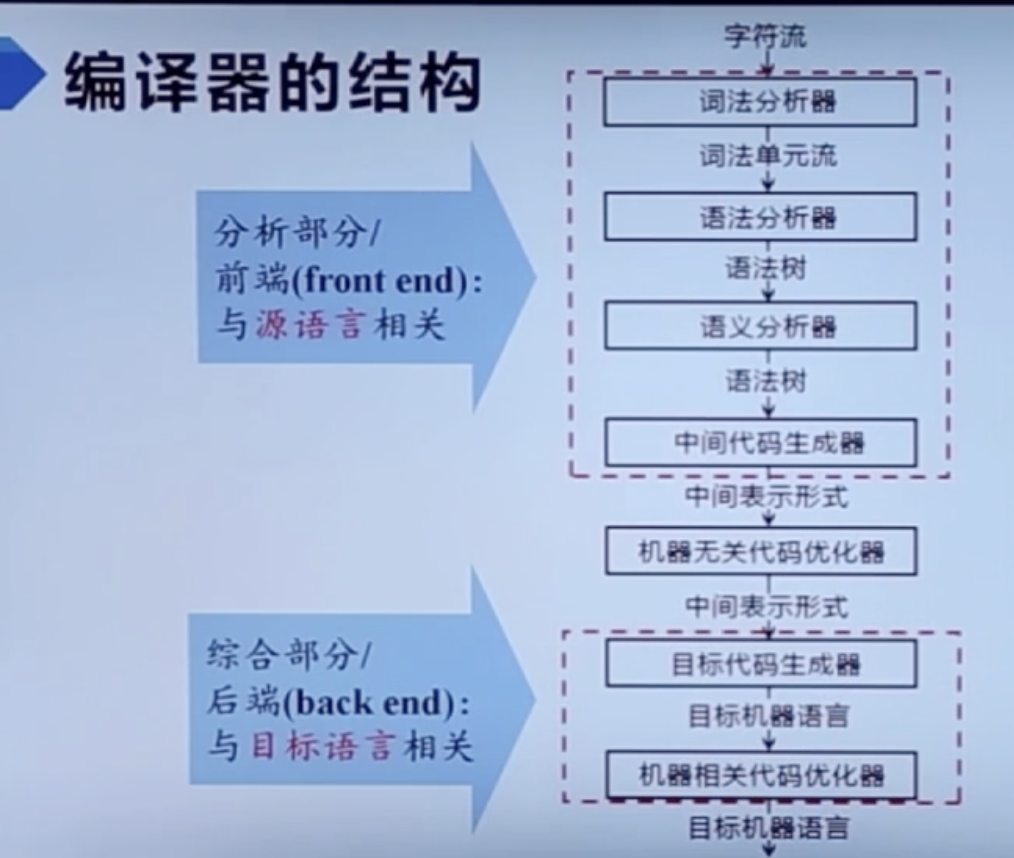 编译器的结构
分析部分/
前端(front end):
与源语言相关
综合部分/
后端(back end):
与目标语言相关
字符流
词法分析器
词法单元流
语法分析器
语法树
语义分析器
语法树
中间代码生成器
中间表示形式
机器无关代码优化器
中间表示形式
目标代码生成器
目标机器语言
机器相关代码优化器
目标机器语言